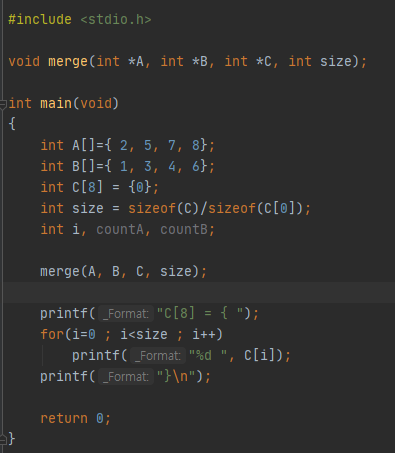 #include <stdio.h>
void merge(int *A, int *B, int *C, int size);
int main(void)
{
int A[]={ 2, 5, 7, 8};
int B[]={ 1, 3, 4, 6};
int C[8] = {0};
int size = sizeof(C)/sizeof(C[0]);
int i, countA, countB;
merge(A, B, C, size);
printf( _Format: "C[8] = { ");
for(i=0 ; i<size ; i++)
printf( _Format: "%d ", C[i]);
printf( _Format: "}\n");
return 0;
}